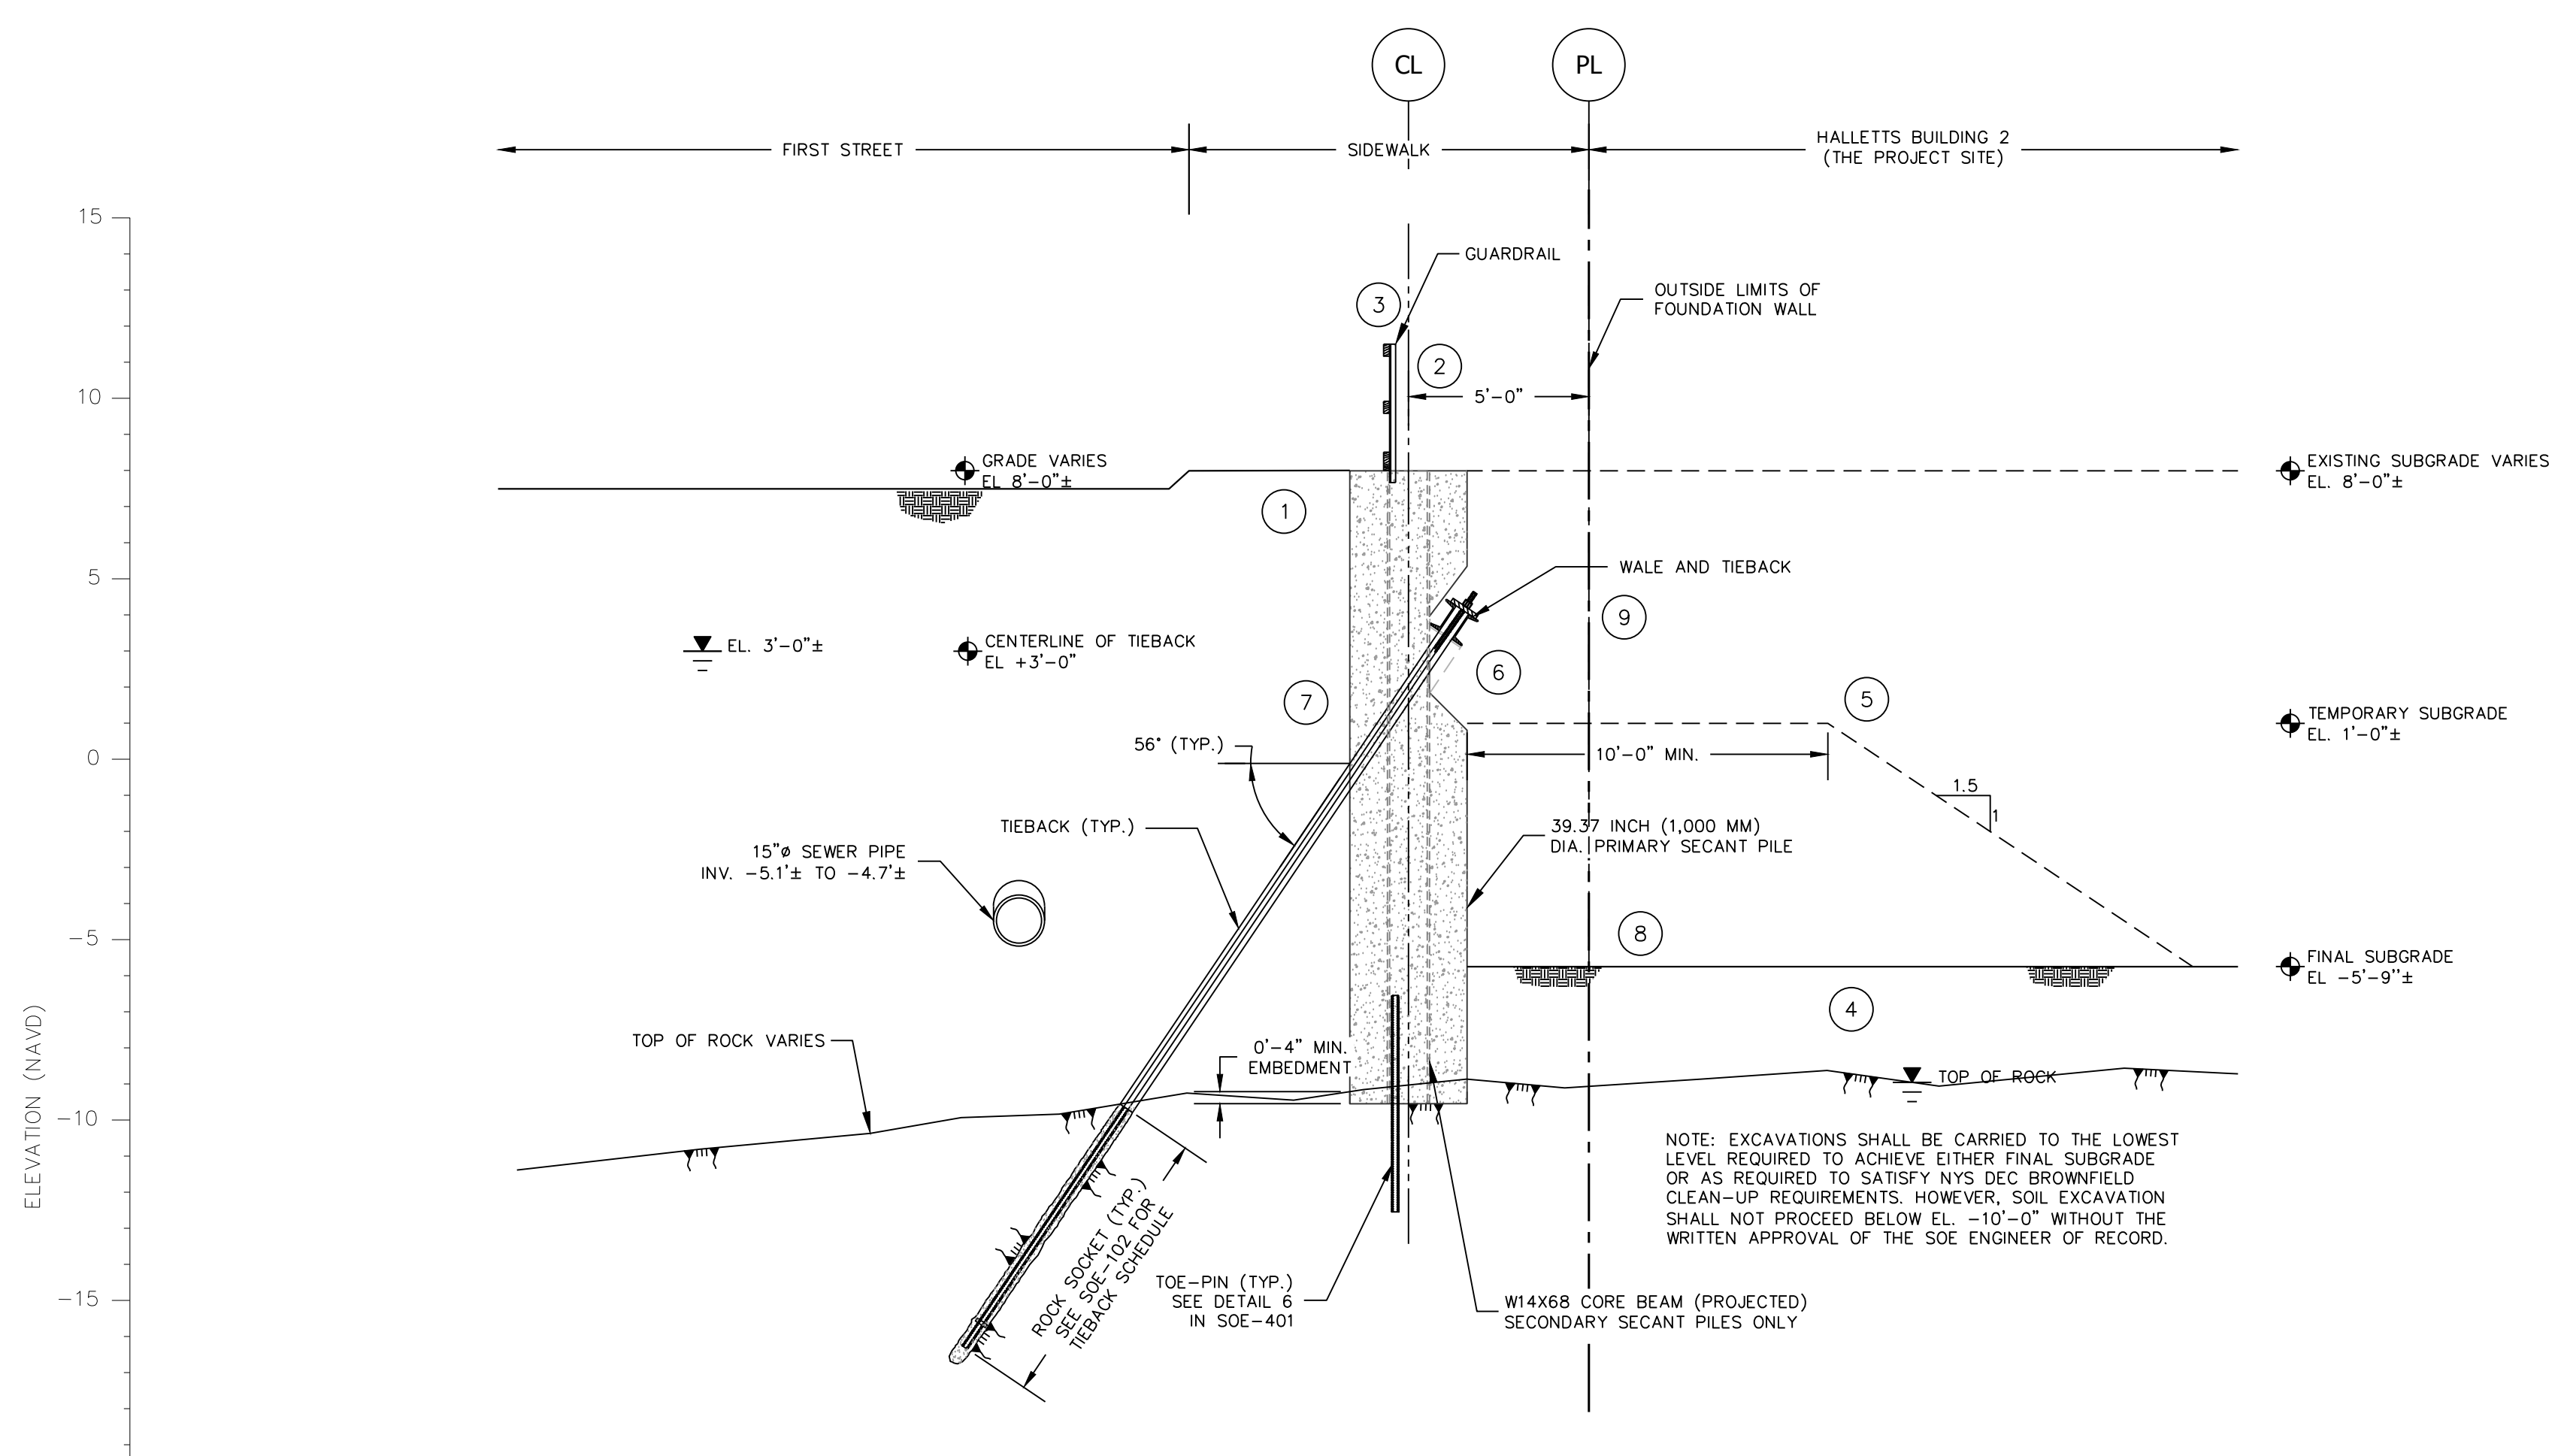 CL
PL
FIRST STREET
SIDEWALK
HALLETTS BUILDING 2
(THE PROJECT SITE)
15
GUARDRAIL
3
OUTSIDE LIMITS OF
FOUNDATION WALL
2
10
5'-0"
GRADE VARIES
EL 8'-0"±
EXISTING SUBGRADE VARIES
EL. 8'-0"±
1
5
WALE AND TIEBACK
9
EL. 3'-0"±
CENTERLINE OF TIEBACK
EL +3'-0"
6
7
5
TEMPORARY SUBGRADE
EL. 1'-0"±
0
56° (TYP.)
10'-0" MIN.
1.5
1
TIEBACK (TYP.)
39.37 INCH (1,000 MM)
DIA. PRIMARY SECANT PILE
15"ø SEWER PIPE
INV. -5.1'± TO -4.7'±
-5
8
FINAL SUBGRADE
EL -5'-9"±
4
TOP OF ROCK VARIES
0'-4" MIN.
EMBEDMENT
TOP OF ROCK
ELEVATION (NAVD)
-10
NOTE: EXCAVATIONS SHALL BE CARRIED TO THE LOWEST
LEVEL REQUIRED TO ACHIEVE EITHER FINAL SUBGRADE
OR AS REQUIRED TO SATISFY NYS DEC BROWNFIELD
CLEAN-UP REQUIREMENTS. HOWEVER, SOIL EXCAVATION
SHALL NOT PROCEED BELOW EL. -10'-0" WITHOUT THE
WRITTEN APPROVAL OF THE SOE ENGINEER OF RECORD.
ROCK SOCKET (TYP.)
SEE SOE-102 FOR
TIEBACK SCHEDULE
-15
TOE-PIN (TYP.)
SEE DETAIL 6
IN SOE-401
W14X68 CORE BEAM (PROJECTED)
SECONDARY SECANT PILES ONLY